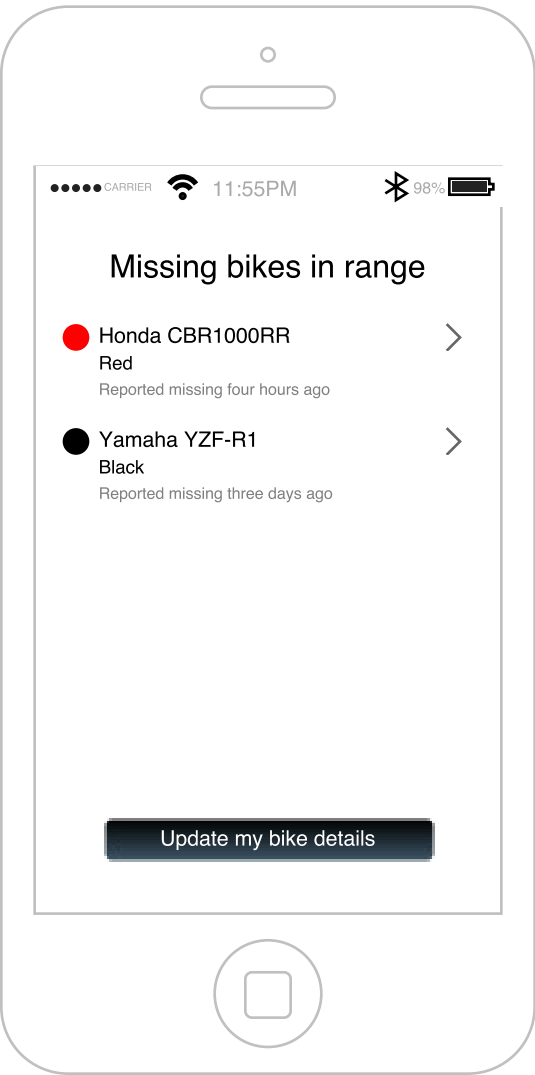 CARRIER 11:55PM 98%
Missing bikes in range
Honda CBR1000RR
Red
Reported missing four hours ago
Yamaha YZF-R1
Black
Reported missing three days ago
Update my bike details